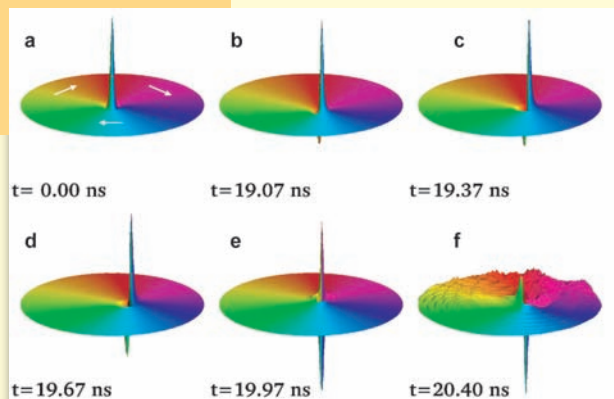 a b c
t= 0.00 ns t=19.07 ns t=19.37 ns
d e f
t=19.67 ns t=19.97 ns t=20.40 ns